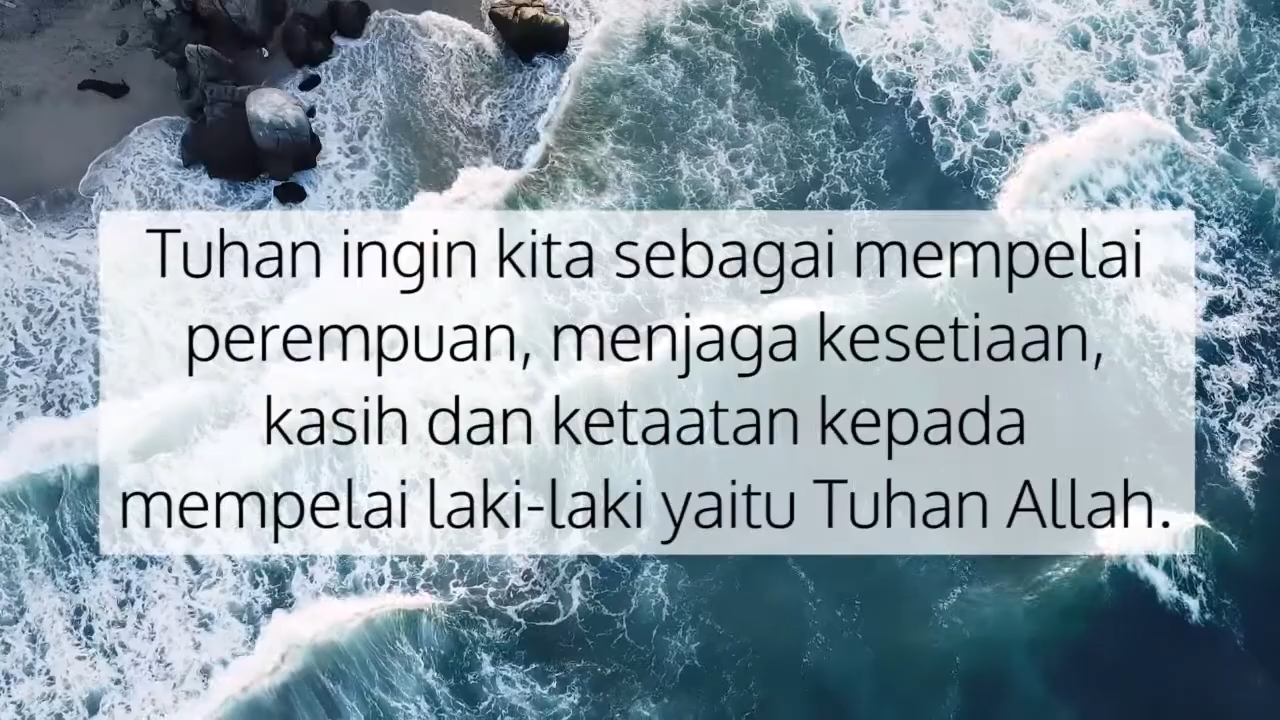 Tuhan ingin kita sebagai mempelai
perempuan, menjaga kesetiaan,
kasih dan ketaatan kepada
mempelai laki-laki yaitu Tuhan Allah.